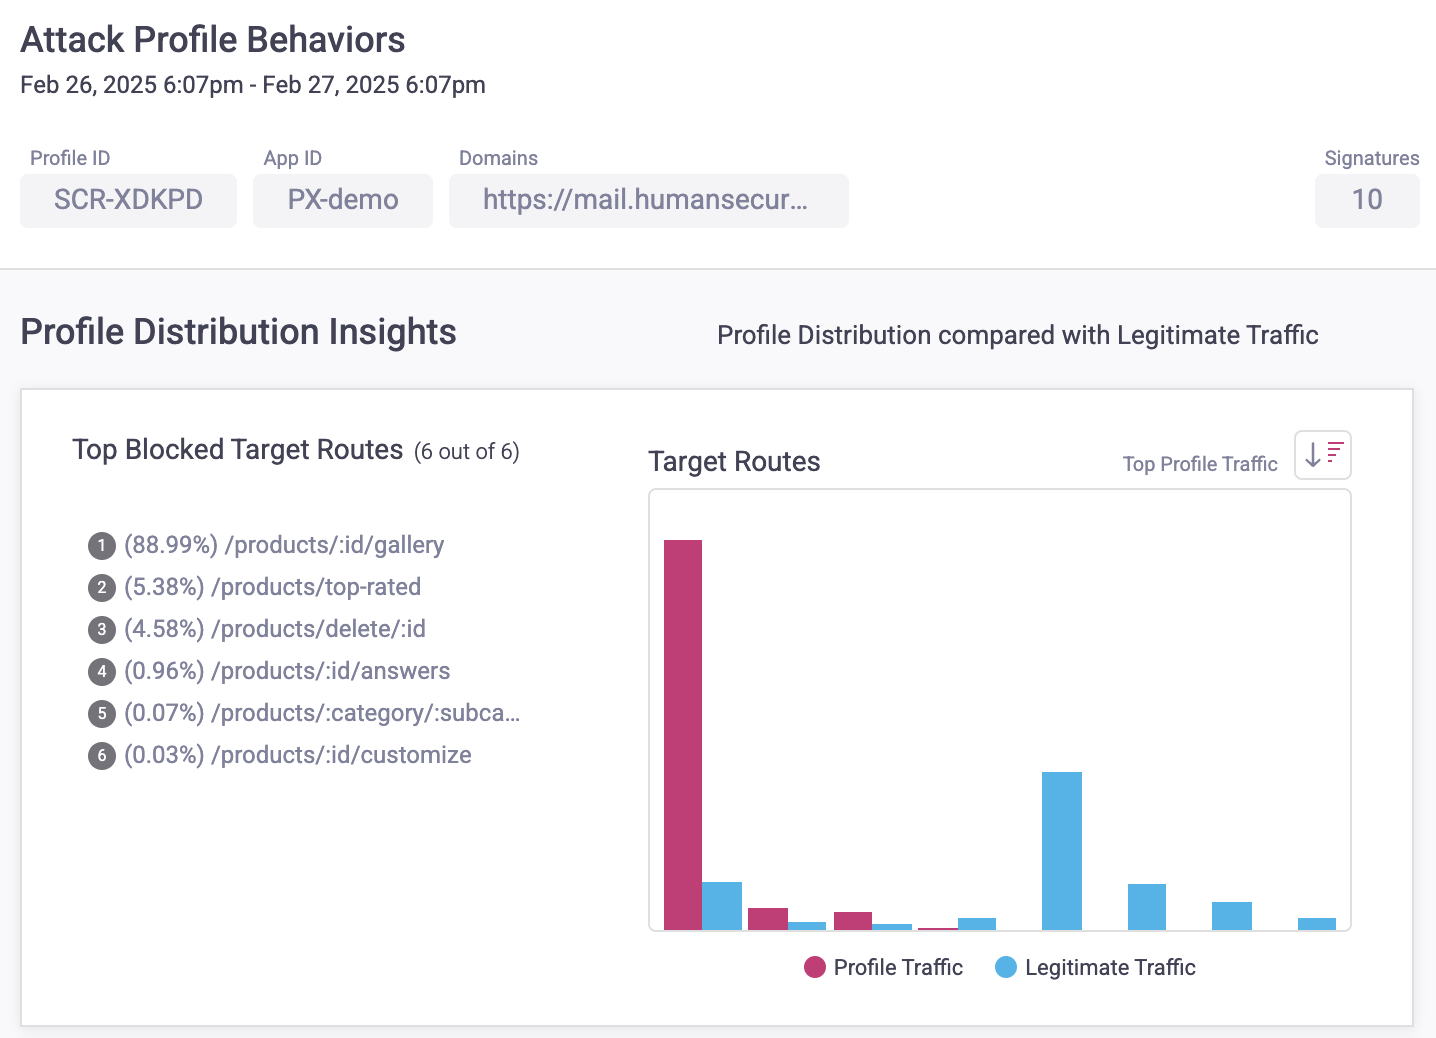 Attack Profile Behaviors
Feb 26, 2025 6:07pm - Feb 27, 2025 6:07pm
Profile ID
App ID
Domains
Signatures
SCR-XDKPD
PX-demo
https://mail.humansecur...
10
Profile Distribution Insights
Profile Distribution compared with Legitimate Traffic
Top Blocked Target Routes (6 out of 6)
1 (88.99%) /products/:id/gallery
2 (5.38%) /products/top-rated
3 (4.58%) /products/delete/:id
4 (0.96%) /products/:id/answers
5 (0.07%) /products/:category/:subca...
6 (0.03%) /products/:id/customize
Target Routes
Top Profile Traffic
Profile Traffic
Legitimate Traffic